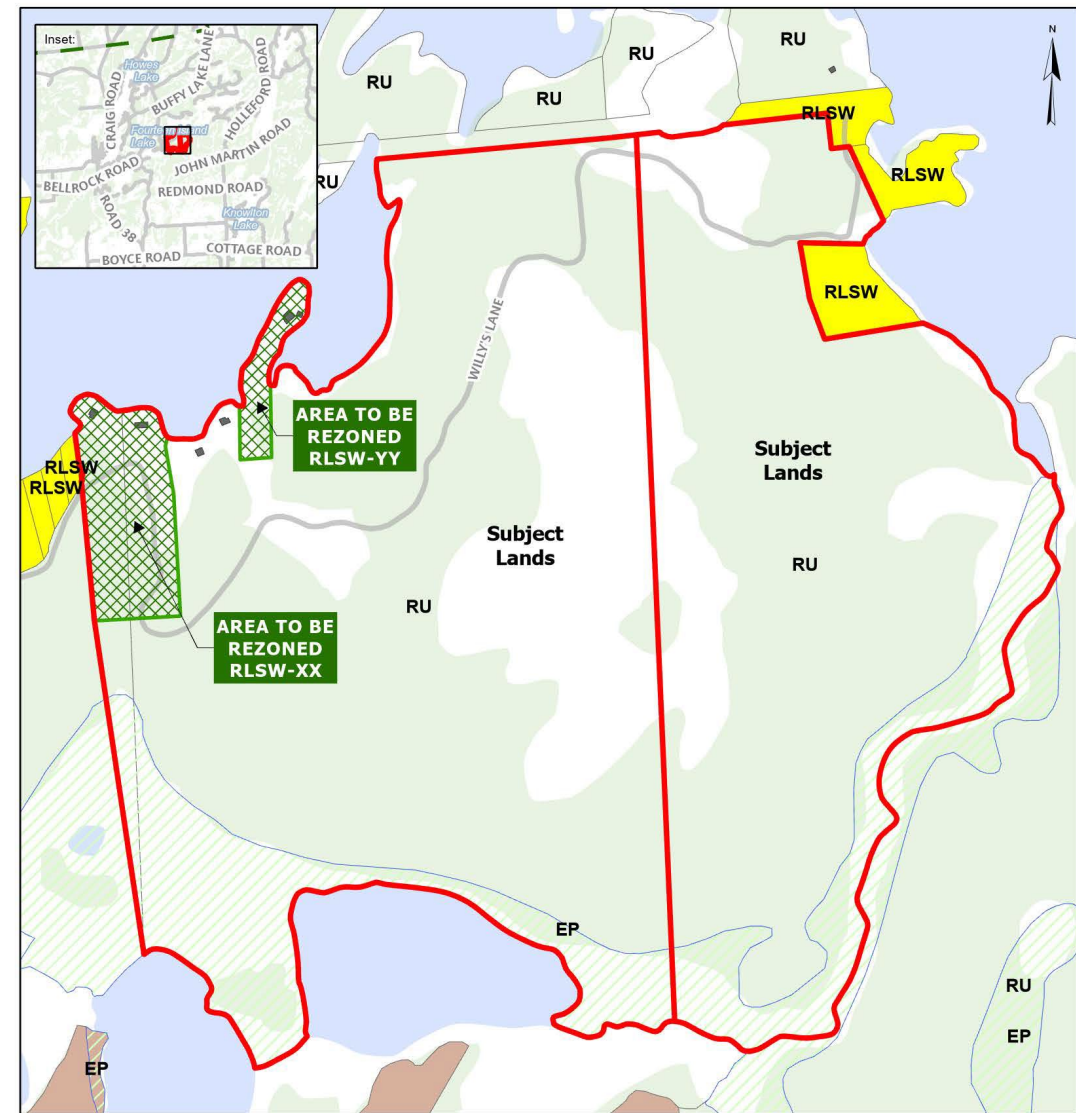 Inset:
Howes
Lake
CRAIG ROAD
BUFFY LAKE LANE
HOLLEFORD ROAD
Fourteen Island
Lake
JOHN MARTIN ROAD
BELLROCK ROAD
REDMOND ROAD
ROAD 38
Knowlton
Lake
COTTAGE ROAD
BOYCE ROAD
N
RU
RU
RU
RU
RU
RLSW
RLSW
RLSW
WILLY'S LANE
AREA TO BE
REZONED
RLSW-YY
RLSW
RLSW
Subject
Lands
Subject
Lands
RU
RU
AREA TO BE
REZONED
RLSW-XX
EP
RU
EP
EP